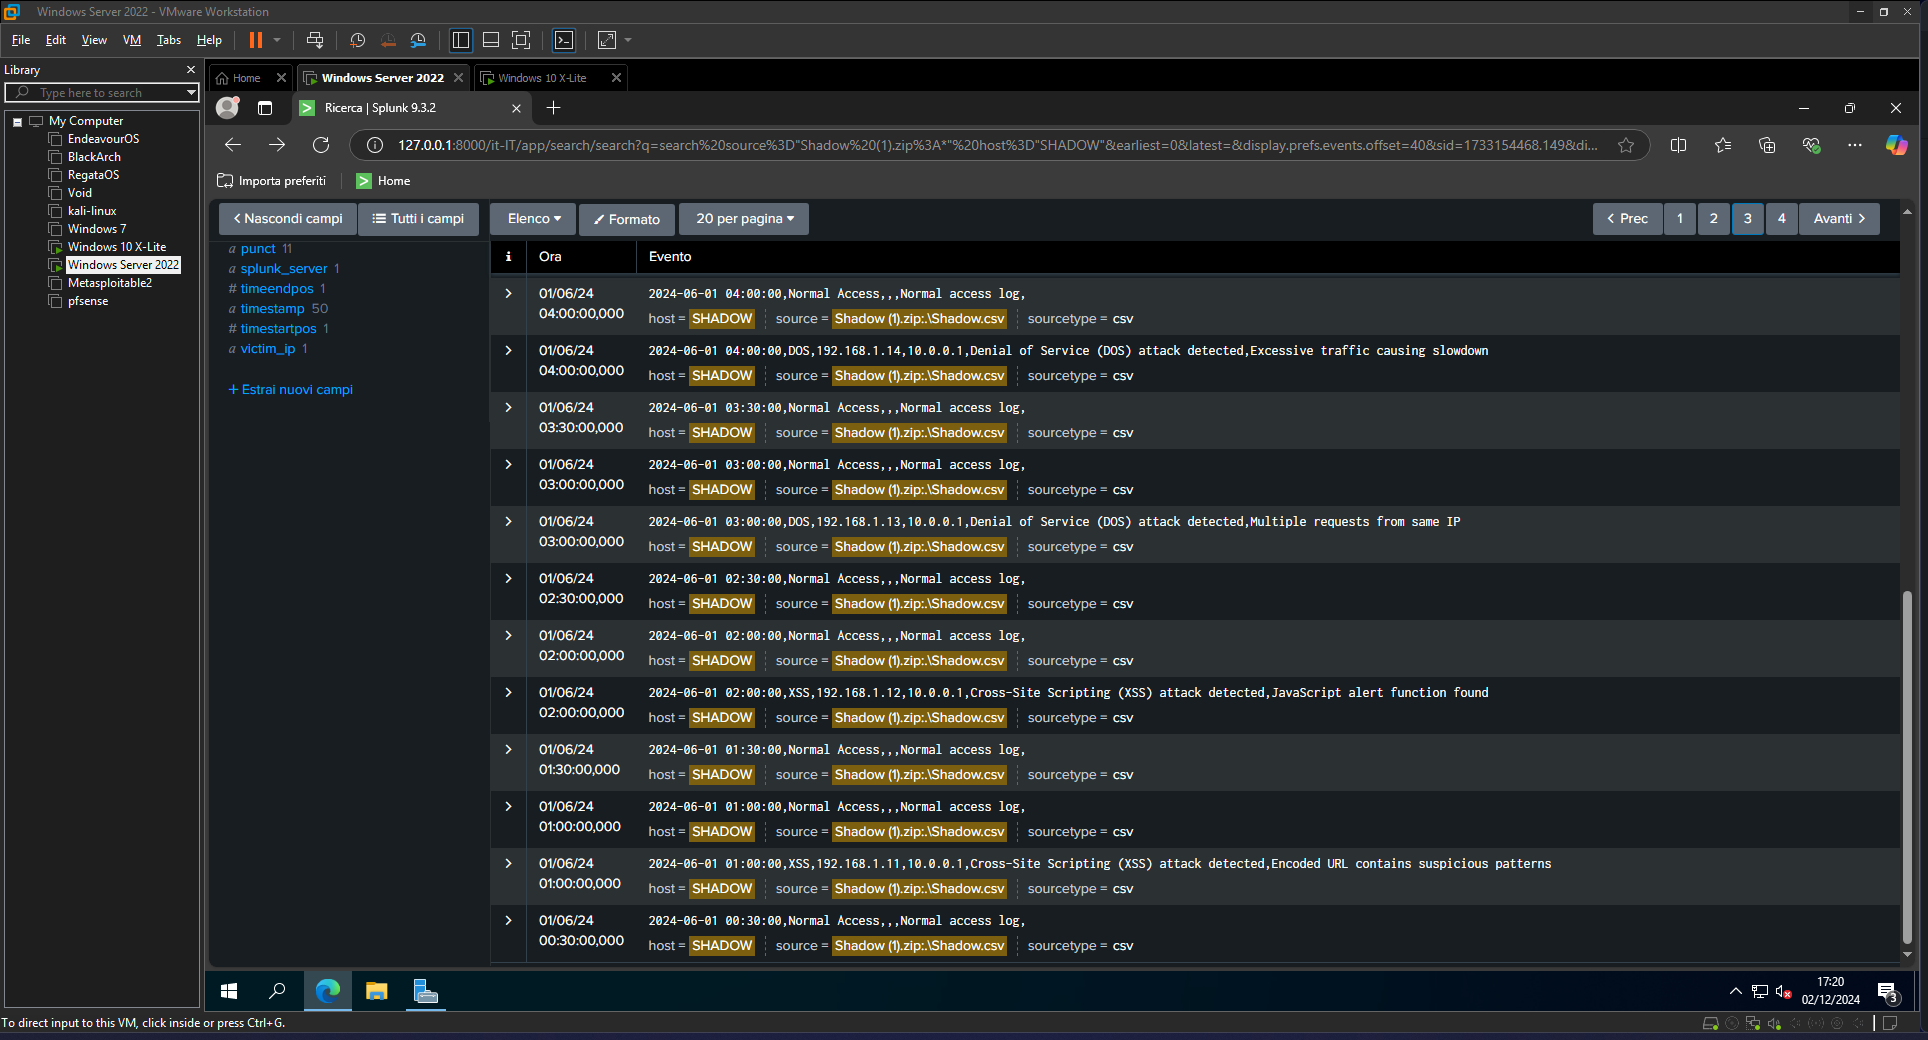 Windows Server 2022 - VMware Workstation
File Edit View VM Tabs Help
Library
Type here to search
My Computer
EndeavourOS
BlackArch
RegataOS
Void
kali-linux
Windows 7
Windows 10 X-Lite
Windows Server 2022
Metasploitable2
pfsense
Home Windows Server 2022 Windows 10 X-Lite
Ricerca | Splunk 9.3.2
127.0.0.1:8000/it-IT/app/search/search?q=search%20source%3D"Shadow%20(1).zip%3A*"%20host%3D"SHADOW"&earliest=0&latest=&display.prefs.events.offset=40&sid=1733154468.149&di...
Importa preferiti Home
Nascondi campi Tutti i campi Elenco Formato 20 per pagina Prec 1 2 3 4 Avanti
a punct 11
a splunk_server 1
# timeendpos 1
a timestamp 50
# timestartpos 1
a victim_ip 1
+ Estrai nuovi campi
i Ora Evento
01/06/24 04:00:00,000 2024-06-01 04:00:00,Normal Access,,,Normal access log,
host = SHADOW source = Shadow (1).zip:.\Shadow.csv sourcetype = csv
01/06/24 04:00:00,000 2024-06-01 04:00:00,DOS,192.168.1.14,10.0.0.1,Denial of Service (DOS) attack detected,Excessive traffic causing slowdown
host = SHADOW source = Shadow (1).zip:.\Shadow.csv sourcetype = csv
01/06/24 03:30:00,000 2024-06-01 03:30:00,Normal Access,,,Normal access log,
host = SHADOW source = Shadow (1).zip:.\Shadow.csv sourcetype = csv
01/06/24 03:00:00,000 2024-06-01 03:00:00,Normal Access,,,Normal access log,
host = SHADOW source = Shadow (1).zip:.\Shadow.csv sourcetype = csv
01/06/24 03:00:00,000 2024-06-01 03:00:00,DOS,192.168.1.13,10.0.0.1,Denial of Service (DOS) attack detected,Multiple requests from same IP
host = SHADOW source = Shadow (1).zip:.\Shadow.csv sourcetype = csv
01/06/24 02:30:00,000 2024-06-01 02:30:00,Normal Access,,,Normal access log,
host = SHADOW source = Shadow (1).zip:.\Shadow.csv sourcetype = csv
01/06/24 02:00:00,000 2024-06-01 02:00:00,Normal Access,,,Normal access log,
host = SHADOW source = Shadow (1).zip:.\Shadow.csv sourcetype = csv
01/06/24 02:00:00,000 2024-06-01 02:00:00,XSS,192.168.1.12,10.0.0.1,Cross-Site Scripting (XSS) attack detected,JavaScript alert function found
host = SHADOW source = Shadow (1).zip:.\Shadow.csv sourcetype = csv
01/06/24 01:30:00,000 2024-06-01 01:30:00,Normal Access,,,Normal access log,
host = SHADOW source = Shadow (1).zip:.\Shadow.csv sourcetype = csv
01/06/24 01:00:00,000 2024-06-01 01:00:00,Normal Access,,,Normal access log,
host = SHADOW source = Shadow (1).zip:.\Shadow.csv sourcetype = csv
01/06/24 01:00:00,000 2024-06-01 01:00:00,XSS,192.168.1.11,10.0.0.1,Cross-Site Scripting (XSS) attack detected,Encoded URL contains suspicious patterns
host = SHADOW source = Shadow (1).zip:.\Shadow.csv sourcetype = csv
01/06/24 00:30:00,000 2024-06-01 00:30:00,Normal Access,,,Normal access log,
host = SHADOW source = Shadow (1).zip:.\Shadow.csv sourcetype = csv
17:20
02/12/2024
3
To direct input to this VM, click inside or press Ctrl+G.